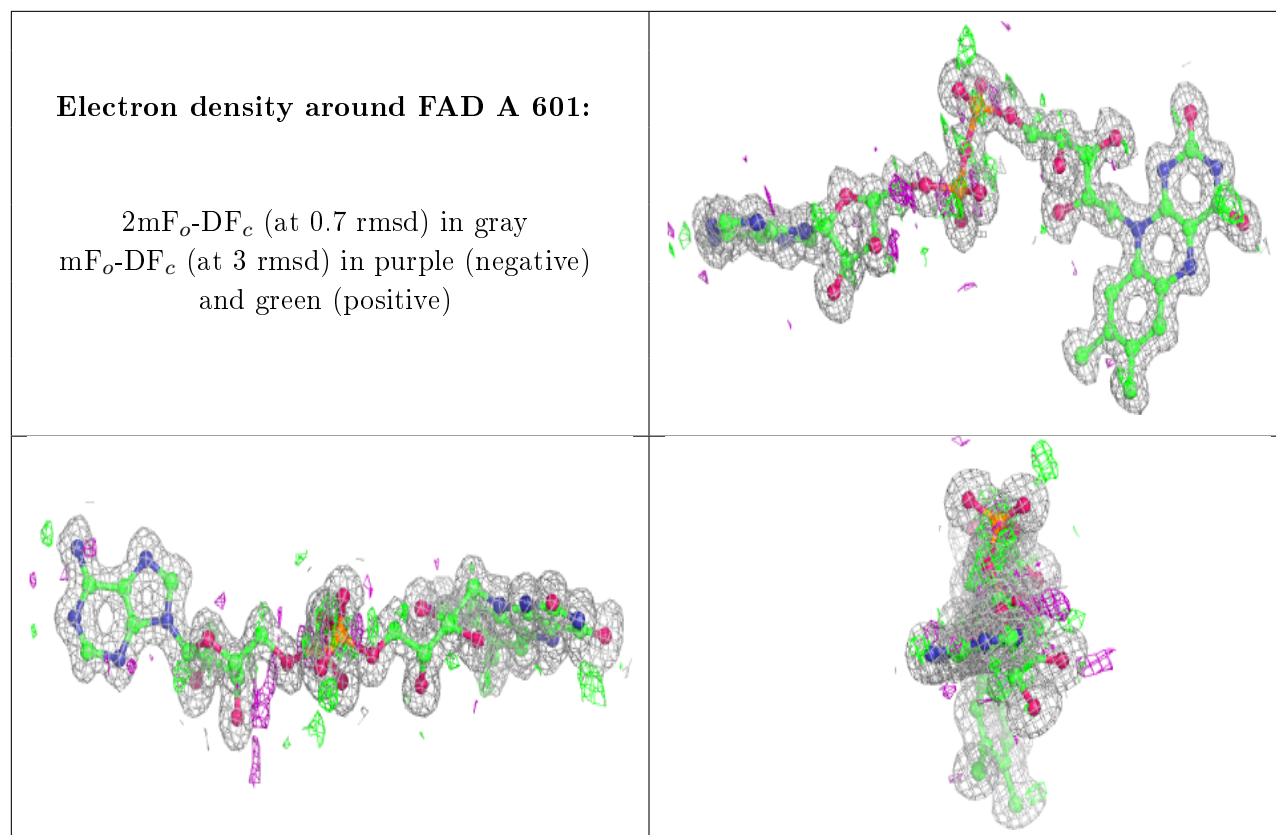 Electron density around FAD A 601:
2mFo-DFc (at 0.7 rmsd) in gray
mFo-DFc (at 3 rmsd) in purple (negative)
and green (positive)